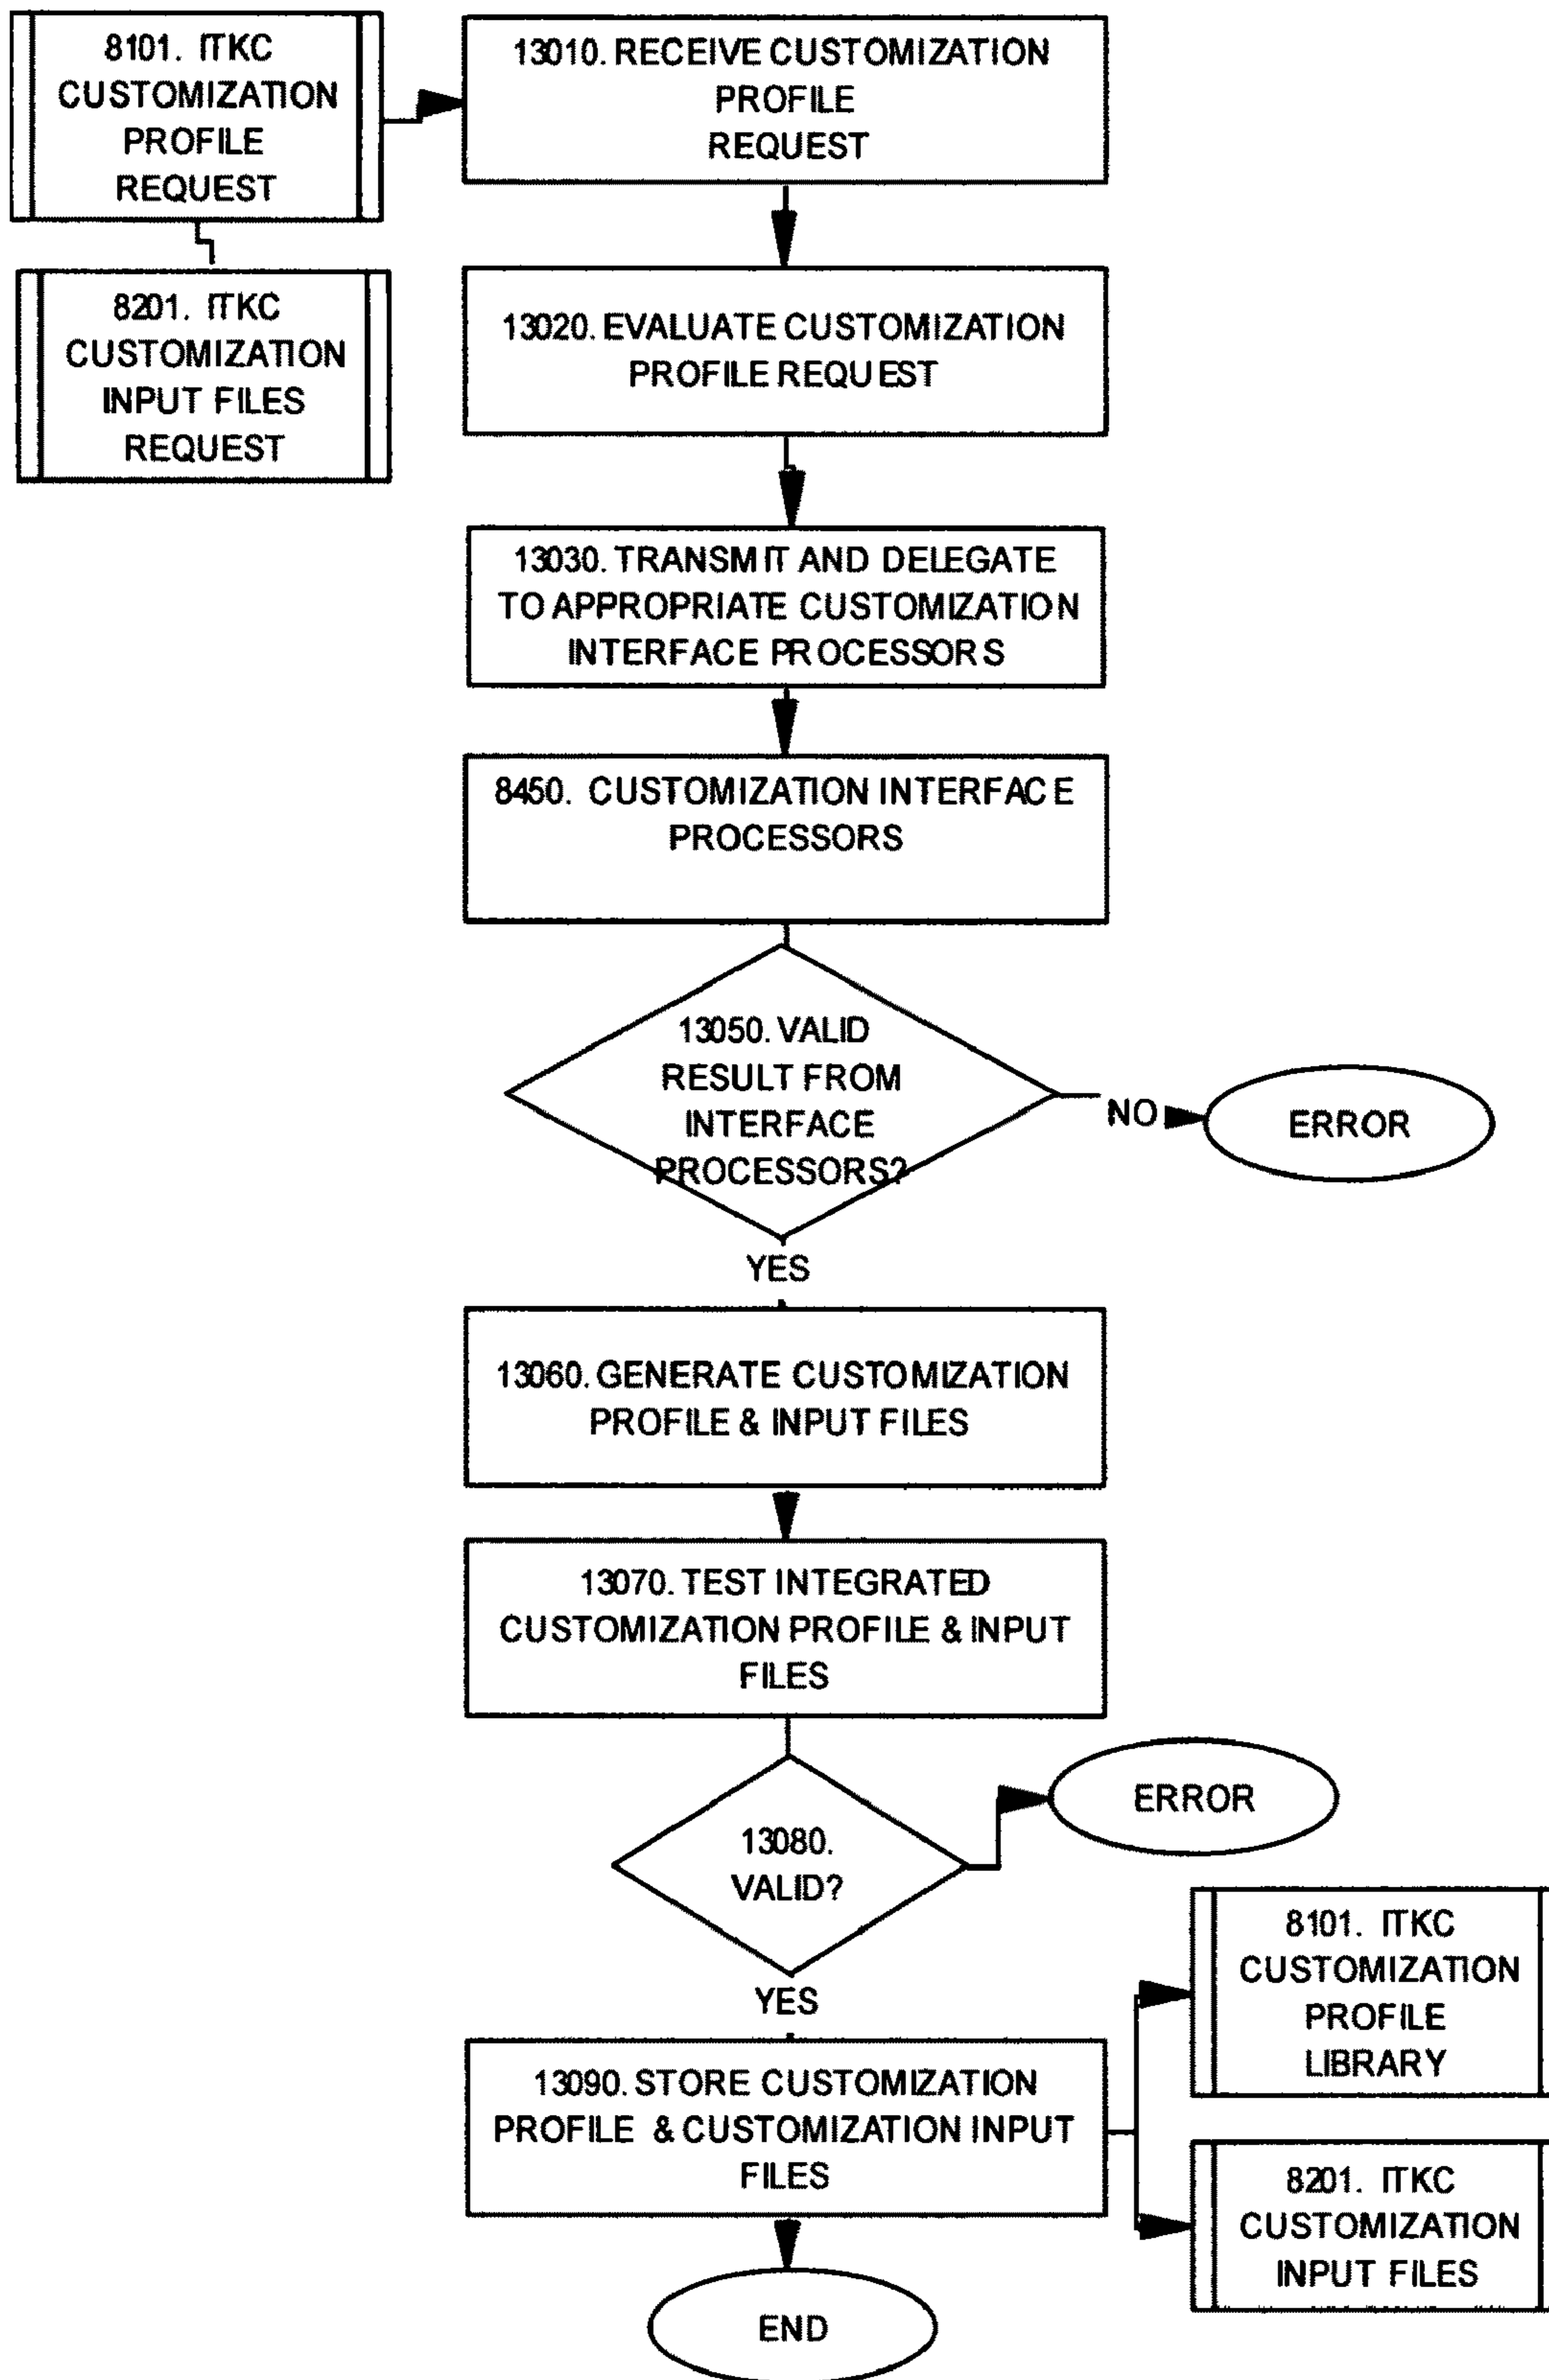 8101. ITKC
CUSTOMIZATION
PROFILE
REQUEST
13010. RECEIVE CUSTOMIZATION
PROFILE
REQUEST
8201. ITKC
CUSTOMIZATION
INPUT FILES
REQUEST
13020. EVALUATE CUSTOMIZATION
PROFILE REQUEST
13030. TRANSMIT AND DELEGATE
TO APPROPRIATE CUSTOMIZATION
INTERFACE PROCESSORS
8450. CUSTOMIZATION INTERFACE
PROCESSORS
13050. VALID
RESULT FROM
INTERFACE
PROCESSORS?
NO
ERROR
YES
13060. GENERATE CUSTOMIZATION
PROFILE & INPUT FILES
13070. TEST INTEGRATED
CUSTOMIZATION PROFILE & INPUT
FILES
13080.
VALID?
ERROR
YES
13090. STORE CUSTOMIZATION
PROFILE & CUSTOMIZATION INPUT
FILES
8101. ITKC
CUSTOMIZATION
PROFILE
LIBRARY
8201. ITKC
CUSTOMIZATION
INPUT FILES
END